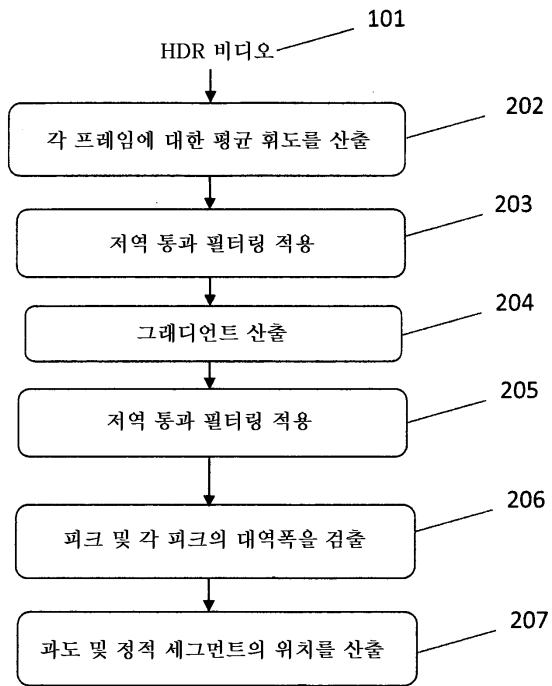 101
HDR 비디오
202
각 프레임에 대한 평균 휘도를 산출
203
저역 통과 필터링 적용
204
그래디언트 산출
205
저역 통과 필터링 적용
206
피크 및 각 피크의 대역폭을 검출
207
과도 및 정적 세그먼트의 위치를 산출